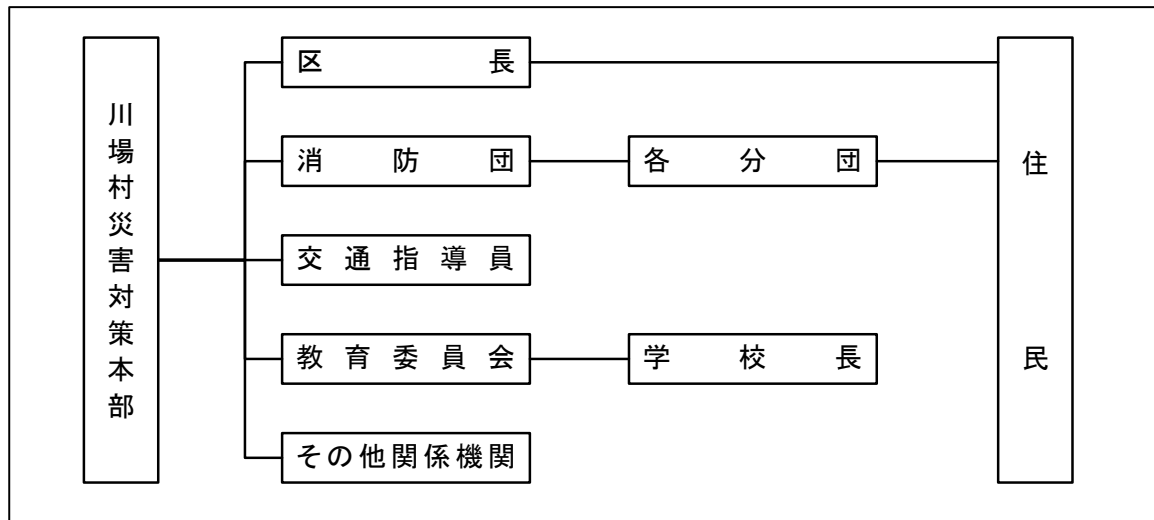 川場村災害対策本部
区長
消防団
各分団
交通指導員
教育委員会
学校長
その他関係機関
住民